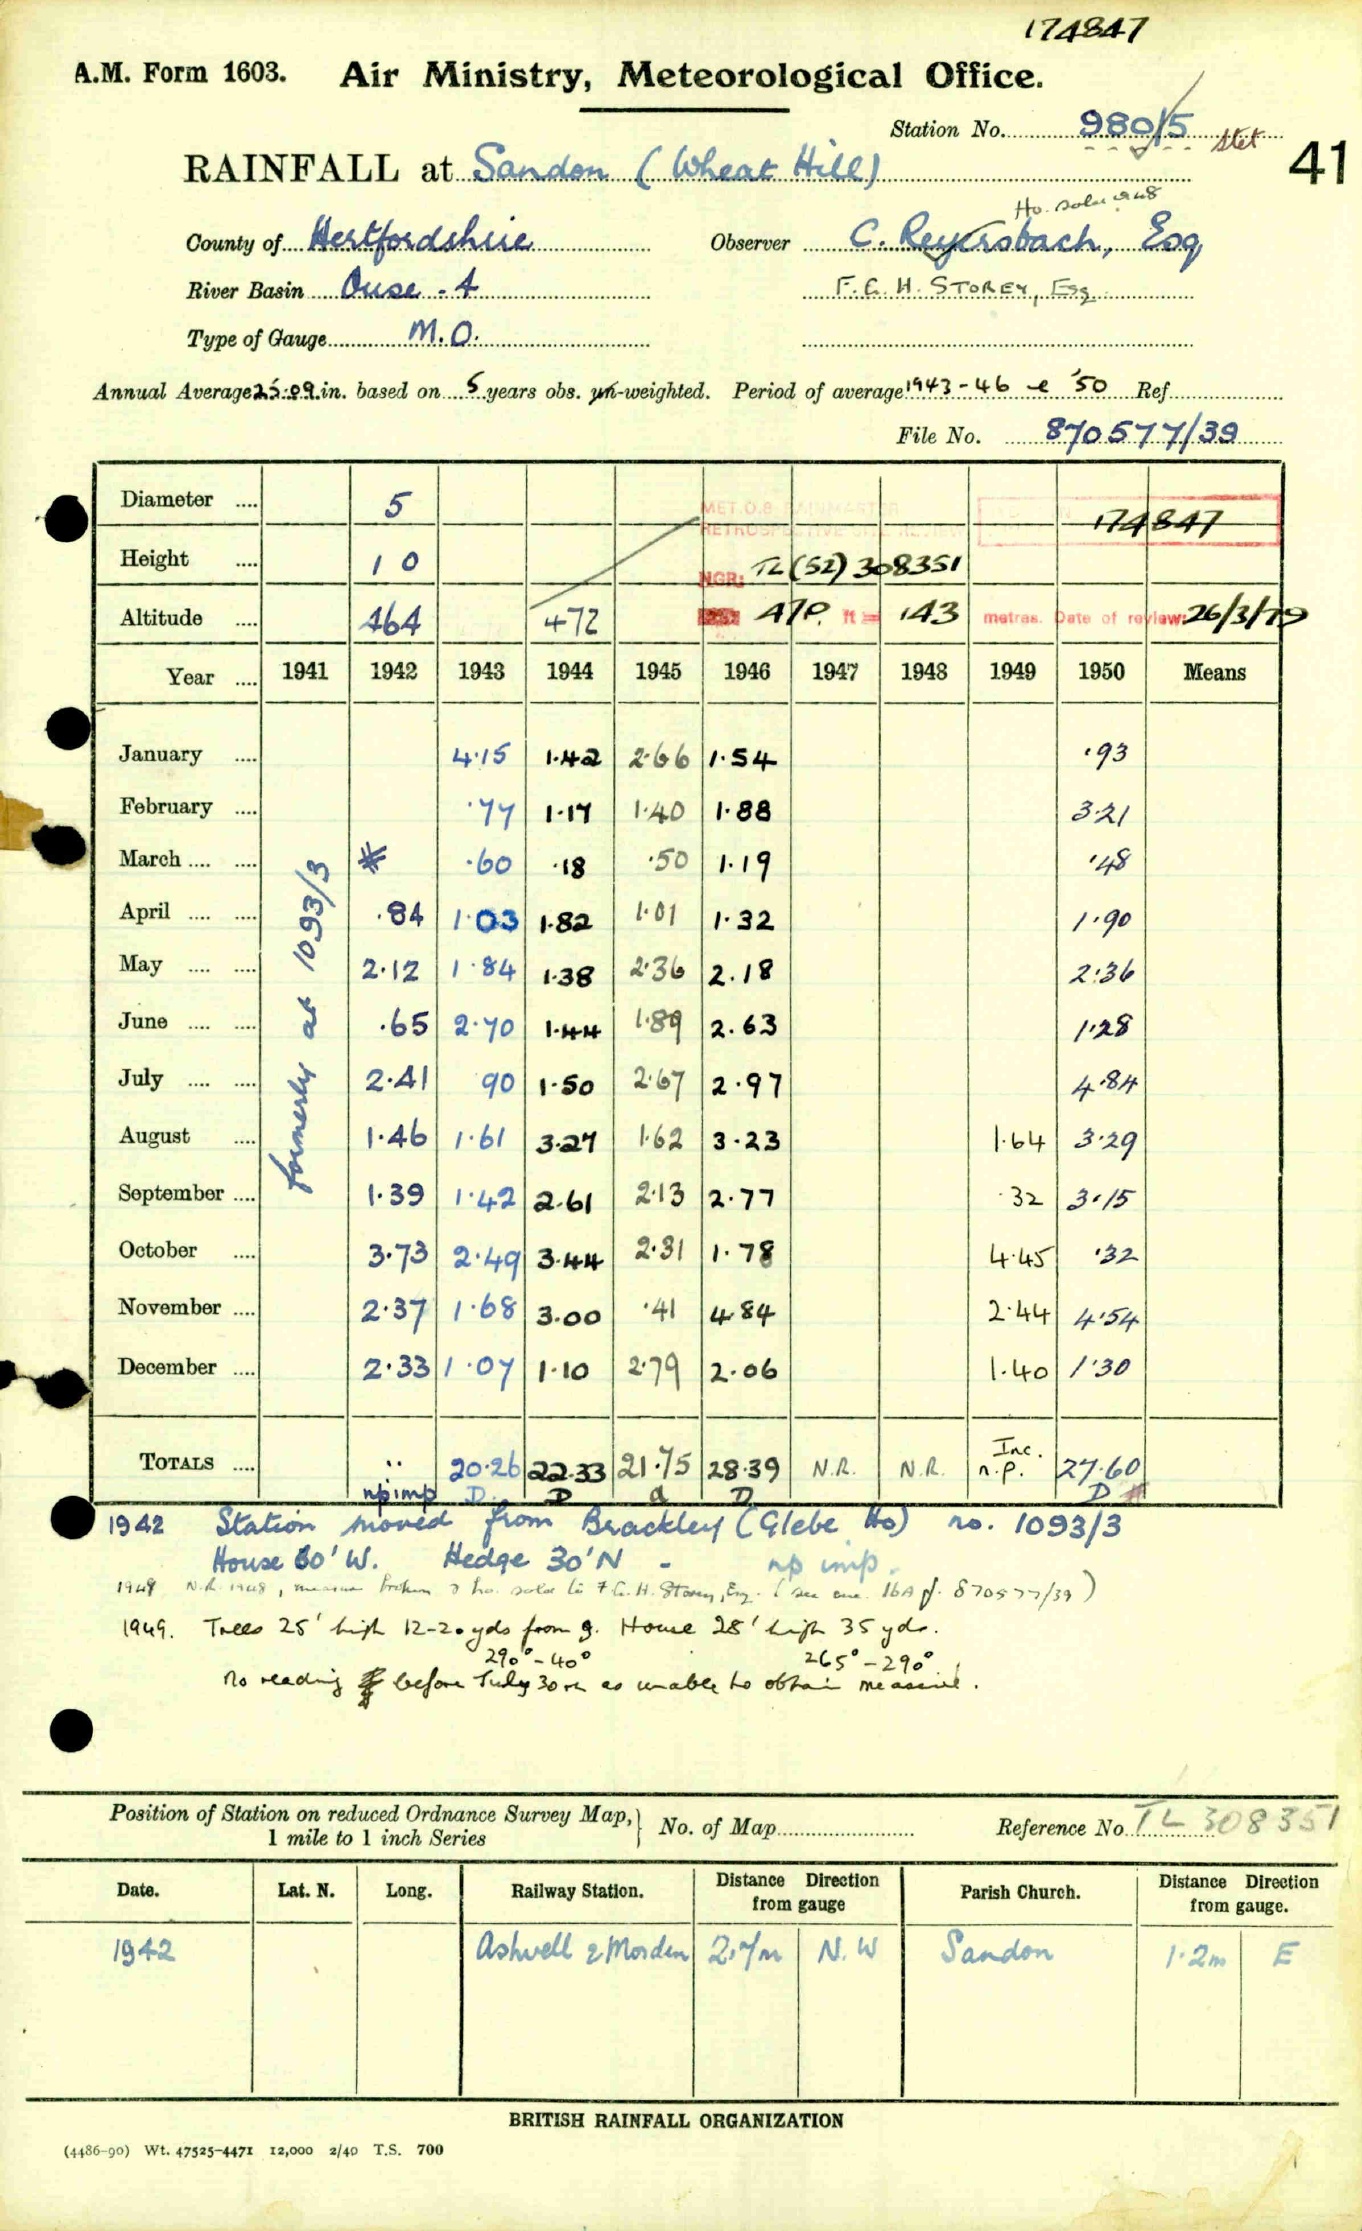 174847
A.M. Form 1603. Air Ministry, Meteorological Office.
Station No. 980/5 Stet
41
RAINFALL at Sandon (Wheat Hill)
Ho. sold 1948
County of Hertfordshire Observer C. Reyersbach, Esq
River Basin Ouse - 4 F. G. H. STOREY, Esq.
Type of Gauge M.O.
Annual Average 25.09 in. based on 5 years obs. un-weighted. Period of average 1943-46 & '50 Ref
File No. 870577/39
Diameter .... 5 MET.O.8 RAINMASTER 174847
RETROSPECTIVE SITE REVIEW
Height .... 10 NGR: TL (52) 308351
Altitude .... 464 472 470 ft = 143 metres. Date of review: 26/3/79
Year .... 1941 1942 1943 1944 1945 1946 1947 1948 1949 1950 Means
formerly at 1093/3
January .... 4.15 1.42 2.66 1.54 .93
February .... .77 1.17 1.40 1.88 3.21
March .... .... * .60 .18 .50 1.19 .48
April .... .... .84 1.03 1.82 1.01 1.32 1.90
May .... .... 2.12 1.84 1.38 2.36 2.18 2.36
June .... .... .65 2.70 1.44 1.89 2.63 1.28
July .... .... 2.41 90 1.50 2.67 2.97 4.84
August .... 1.46 1.61 3.27 1.62 3.23 1.64 3.29
September .... 1.39 1.42 2.61 2.13 2.77 .32 3.15
October .... 3.73 2.49 3.44 2.31 1.78 4.45 .32
November .... 2.37 1.68 3.00 .41 4.84 2.44 4.54
December .... 2.33 1.07 1.10 2.79 2.06 1.40 1.30
TOTALS .... .. 20.26 22.33 21.75 28.39 N.R. N.R. Inc. n.p. 27.60
np imp D. D d D D #
1942 Station moved from Brackley (Glebe Ho) no. 1093/3
House 60' W. Hedge 30' N - np imp.
1948 N.R. 1948, measure broken & ho. sold to F.G.H. Storey, Esq. (see enc. 16A of 870577/39)
1949. Trees 25' high 12-20 yds from g. House 28' high 35 yds.
290° - 40° 265° - 290°
No reading before July 30th as unable to obtain measure.
Position of Station on reduced Ordnance Survey Map, } No. of Map Reference No. TL 308351
1 mile to 1 inch Series
Date. Lat. N. Long. Railway Station. Distance from gauge Direction Parish Church. Distance from gauge. Direction
1942 Ashwell & Morden 2.7m N.W Sandon 1.2m E
BRITISH RAINFALL ORGANIZATION
(4486-90) Wt. 47525-4471 12,000 2/40 T.S. 700